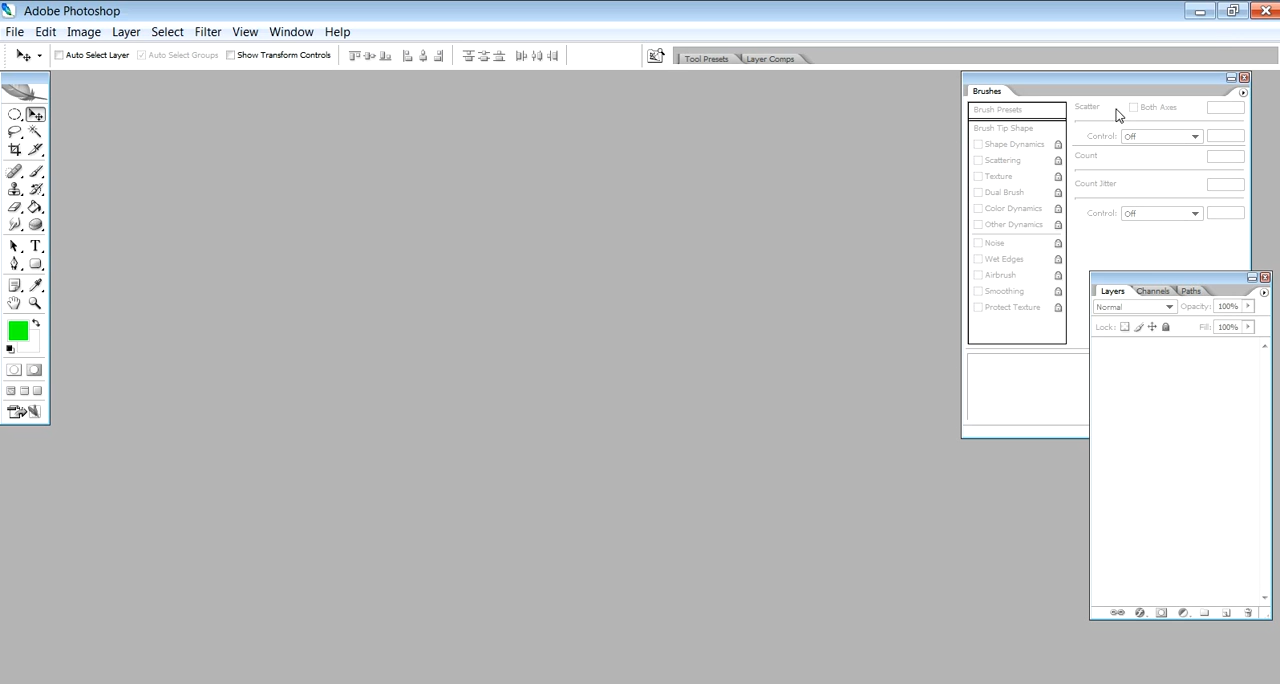 Adobe Photoshop
File Edit Image Layer Select Filter View Window Help
Auto Select Layer Auto Select Groups Show Transform Controls Tool Presets Layer Comps
Brushes
Brush Presets
Brush Tip Shape
Shape Dynamics
Scattering
Texture
Dual Brush
Color Dynamics
Other Dynamics
Noise
Wet Edges
Airbrush
Smoothing
Protect Texture
Scatter Both Axes
Control: Off
Count
Count Jitter
Control: Off
Layers Channels Paths
Normal Opacity: 100%
Lock: Fill: 100%
T